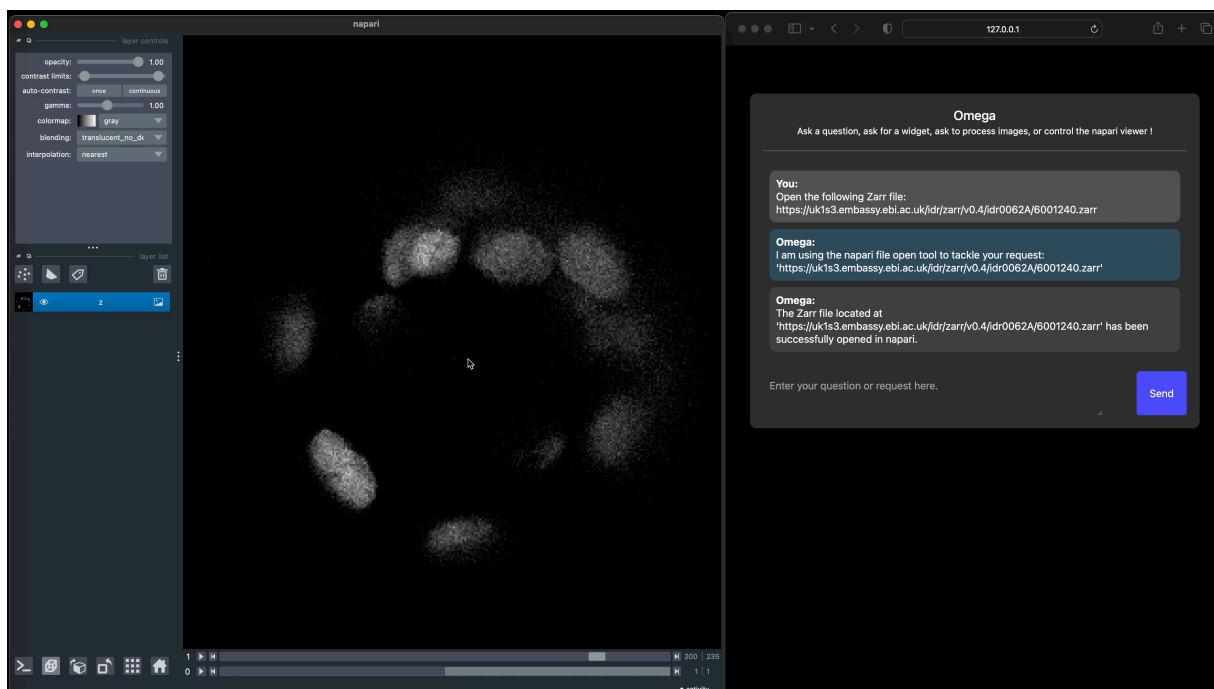 napari
layer controls
opacity: 1.00
contrast limits:
auto-contrast: once continuous
gamma: 1.00
colormap: gray
blending: translucent_no_de
interpolation: nearest
layer list
z
1 200 235
0 1 1
activity
127.0.0.1
Omega
Ask a question, ask for a widget, ask to process images, or control the napari viewer !
You:
Open the following Zarr file:
https://uk1s3.embassy.ebi.ac.uk/idr/zarr/v0.4/idr0062A/6001240.zarr
Omega:
I am using the napari file open tool to tackle your request:
'https://uk1s3.embassy.ebi.ac.uk/idr/zarr/v0.4/idr0062A/6001240.zarr'
Omega:
The Zarr file located at
'https://uk1s3.embassy.ebi.ac.uk/idr/zarr/v0.4/idr0062A/6001240.zarr' has been
successfully opened in napari.
Enter your question or request here.
Send